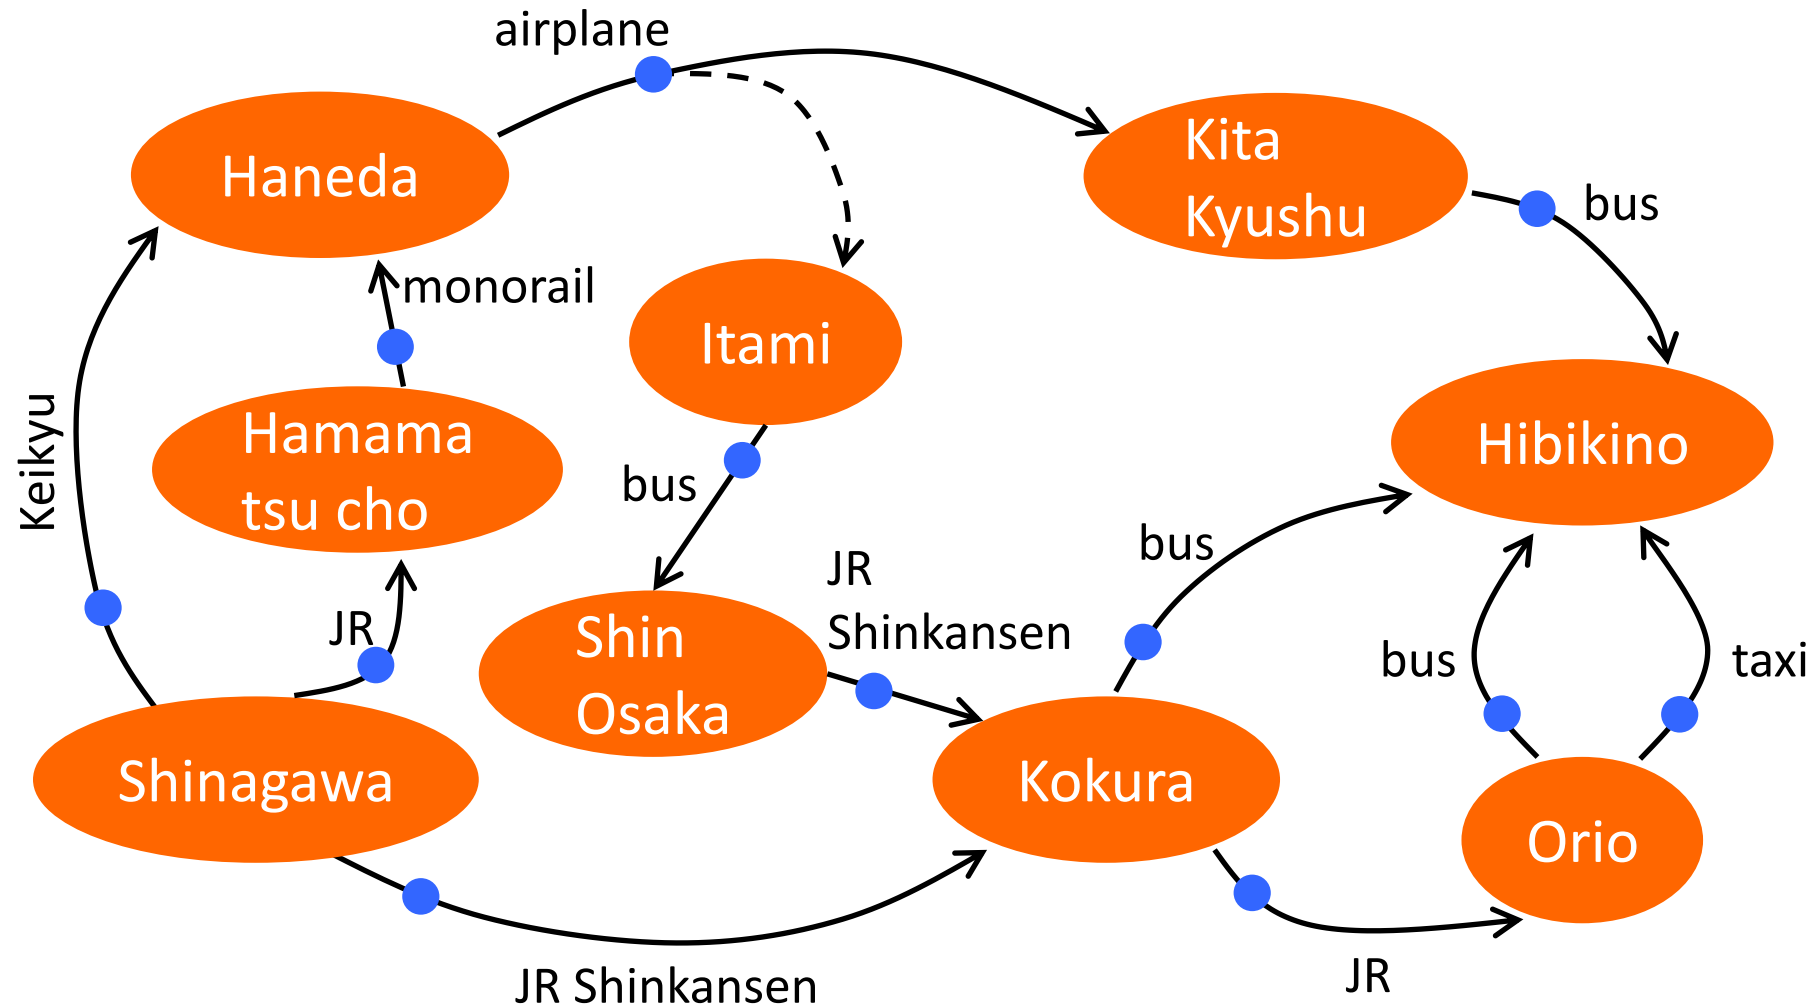 airplane
Haneda
Kita
Kyushu
bus
monorail
Itami
Keikyu
Hamama
tsu cho
Hibikino
bus
JR
Shin
Osaka
JR
Shinkansen
bus
bus
taxi
Shinagawa
Kokura
Orio
JR Shinkansen
JR